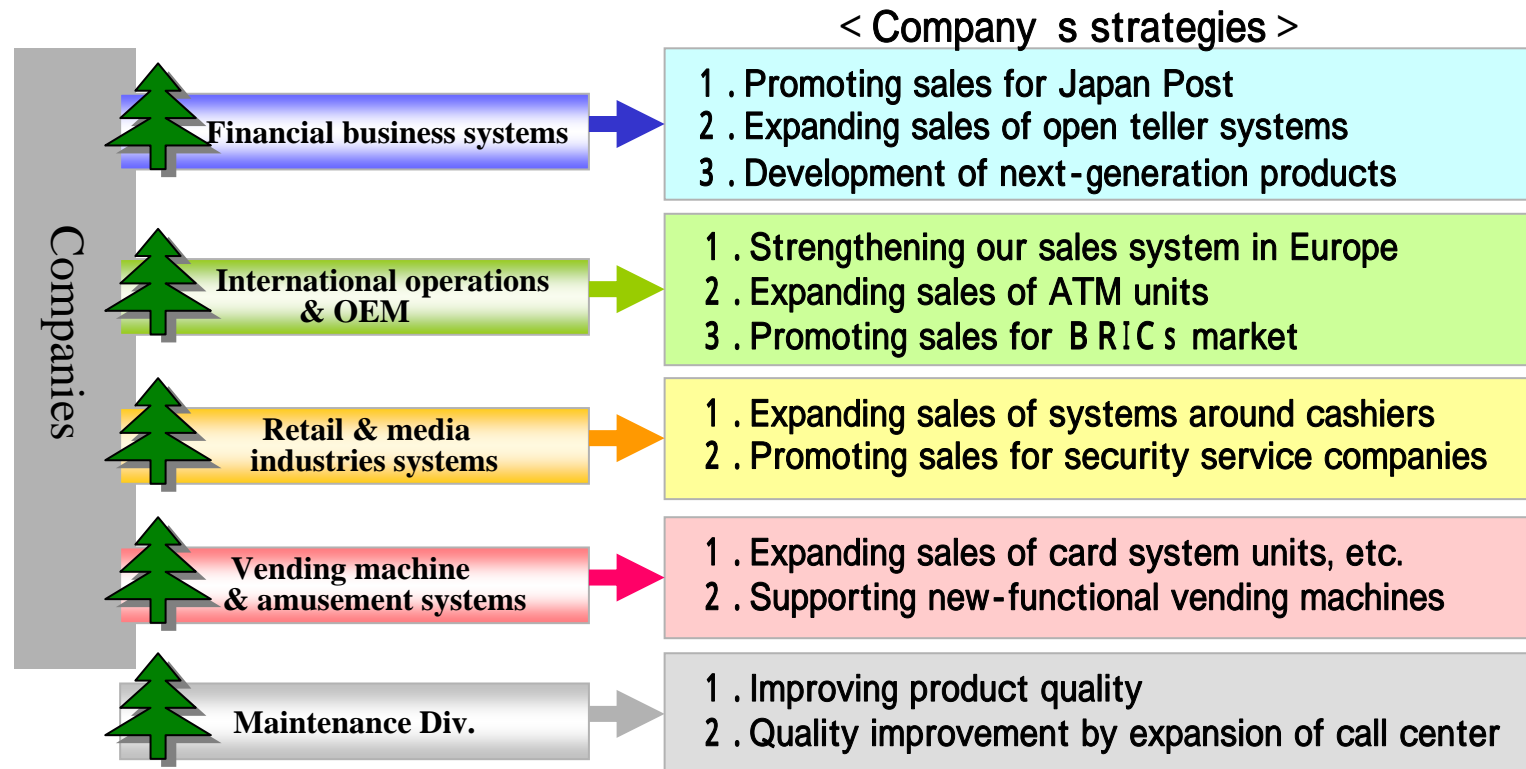 < Company s strategies >
Companies
Financial business systems
1 . Promoting sales for Japan Post
2 . Expanding sales of open teller systems
3 . Development of next-generation products
International operations
& OEM
1 . Strengthening our sales system in Europe
2 . Expanding sales of ATM units
3 . Promoting sales for BRICs market
Retail & media
industries systems
1 . Expanding sales of systems around cashiers
2 . Promoting sales for security service companies
Vending machine
& amusement systems
1 . Expanding sales of card system units, etc.
2 . Supporting new-functional vending machines
Maintenance Div.
1 . Improving product quality
2 . Quality improvement by expansion of call center